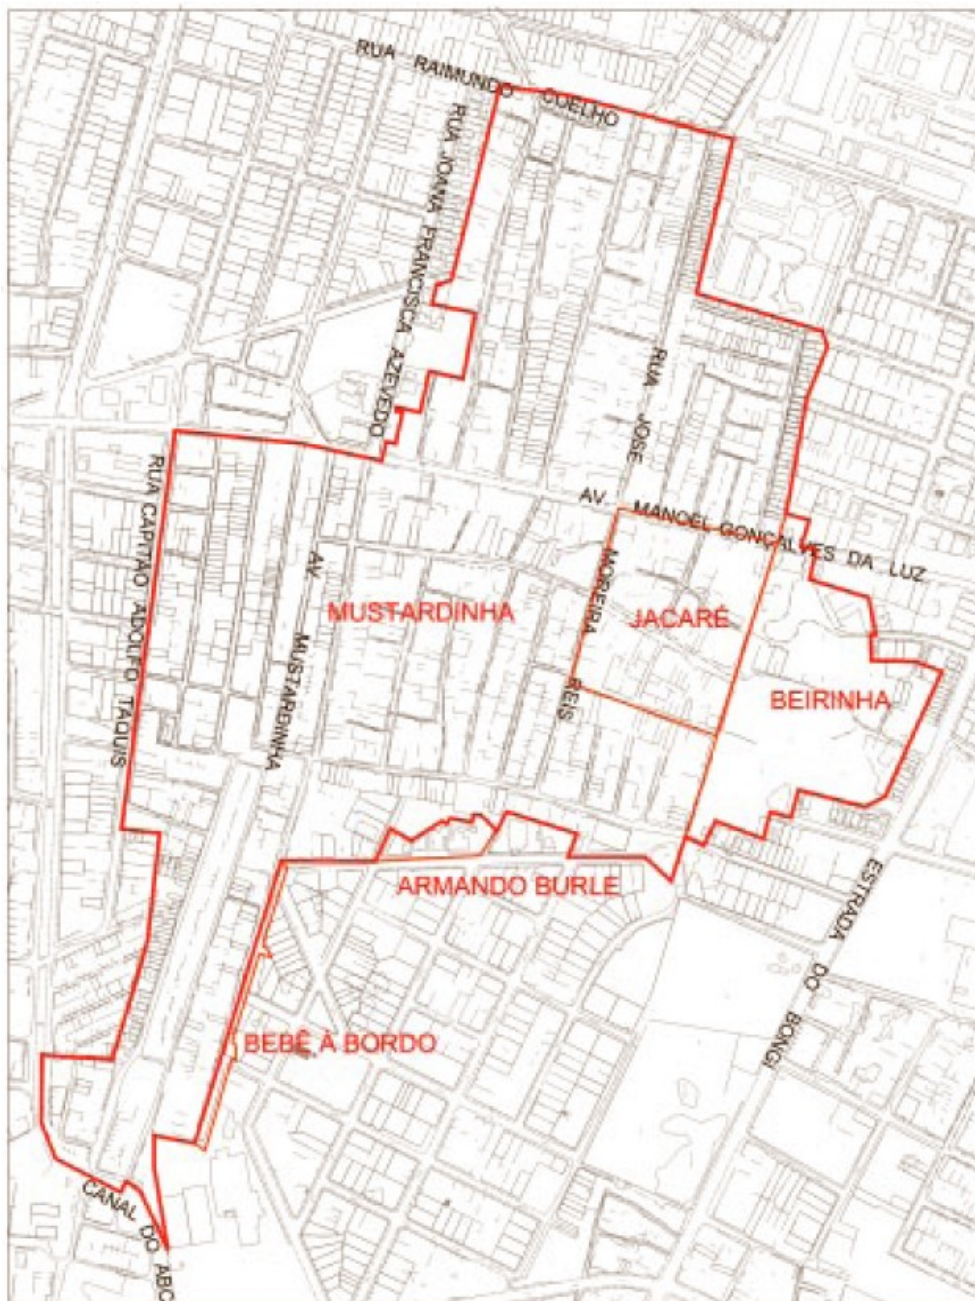 RUA RAIMUNDO COELHO
RUA JOANA FRANCISCA AZEVEDO
RUA JOSÉ MOREIRA REIS
AV. MANOEL GONÇALVES DA LUZ
RUA CAPITÃO ADOLFO TAQUIS
AV. MUSTARDINHA
MUSTARDINHA
JACARÉ
BEIRINHA
ARMANDO BURLE
ESTRADA DO BONGI
BEBÊ À BORDO
CANAL DO ABC